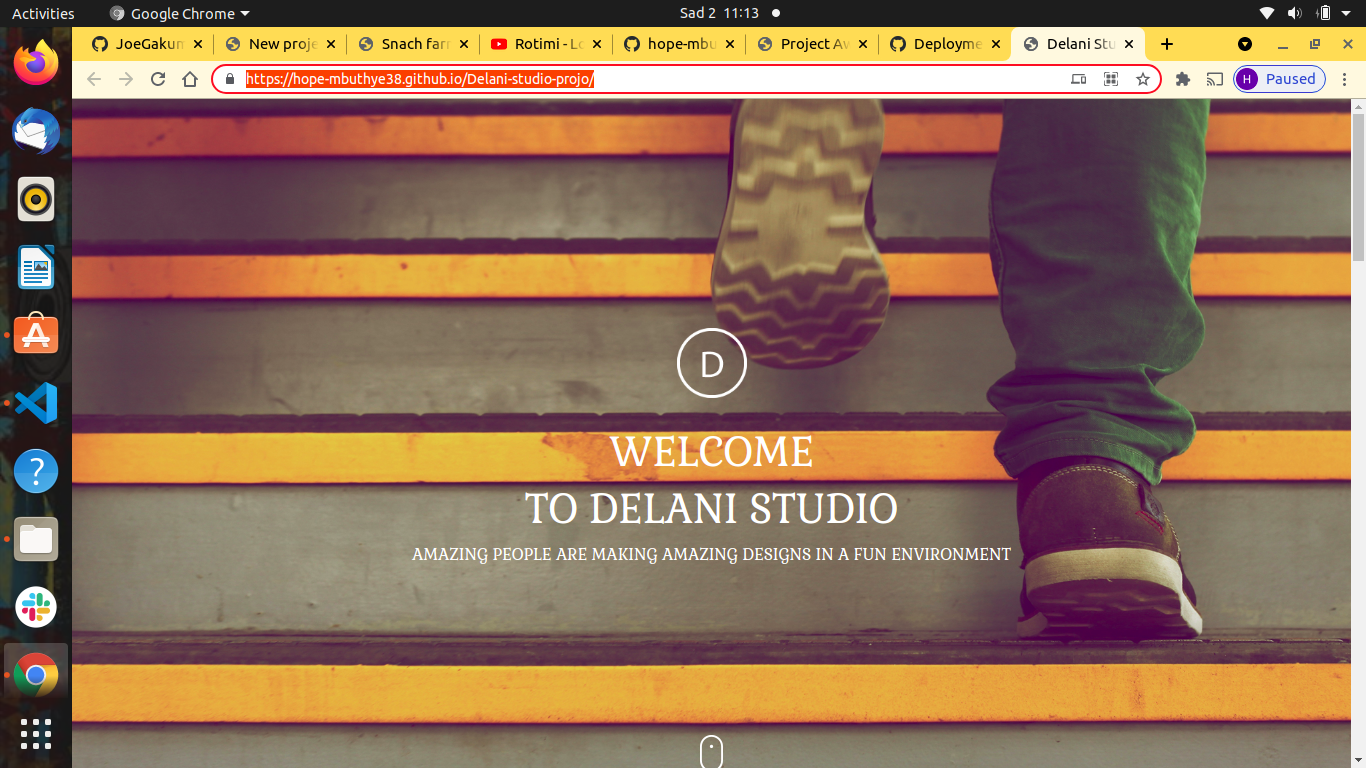 Activities
Google Chrome
Sad 2 11:13
JoeGakum
New proje
Snach farr
Rotimi - Lo
hope-mbu
Project Aw
Deployme
Delani Stu
https://hope-mbuthye38.github.io/Delani-studio-projo/
H
Paused
D
WELCOME
TO DELANI STUDIO
AMAZING PEOPLE ARE MAKING AMAZING DESIGNS IN A FUN ENVIRONMENT